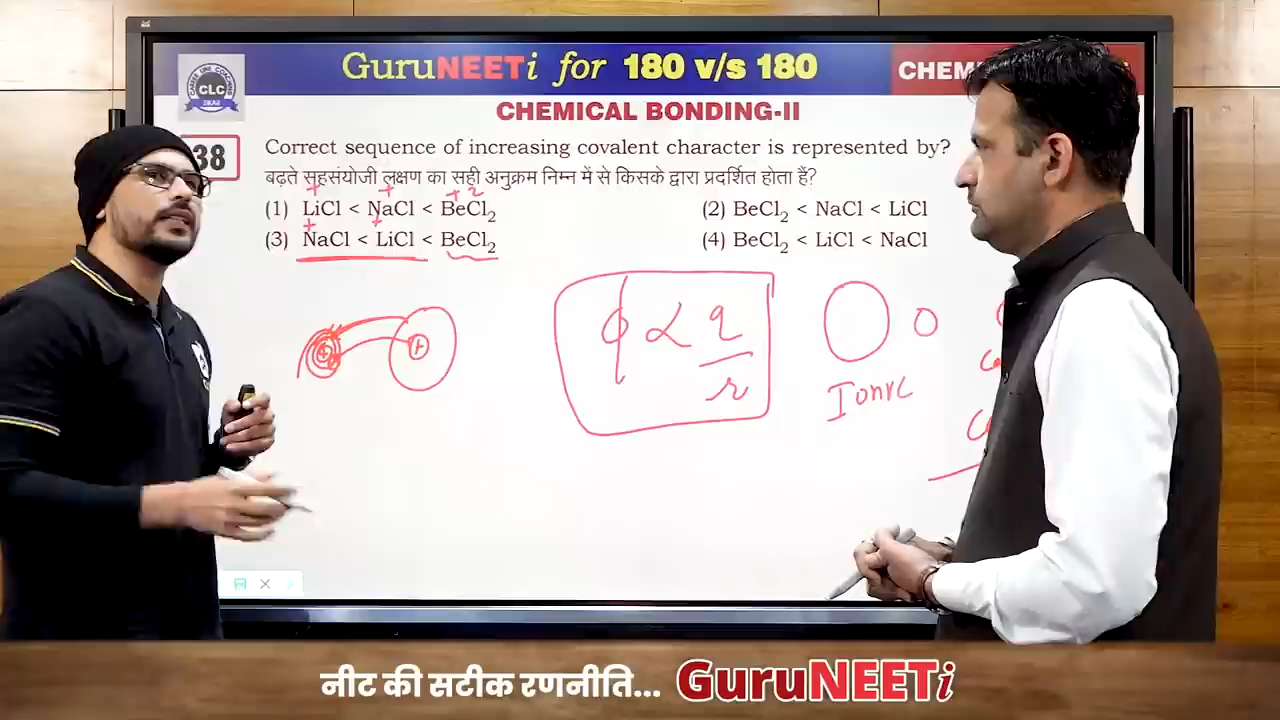 GuruNEETi for 180 v/s 180
CHEM
CLC
SIKAR
CHEMICAL BONDING-II
38
Correct sequence of increasing covalent character is represented by?
बढ़ते सहसंयोजी लक्षण का सही अनुक्रम निम्न में से किसके द्वारा प्रदर्शित होता हैं?
+ + +2
(1) LiCl < NaCl < BeCl₂ (2) BeCl₂ < NaCl < LiCl
+ +
(3) NaCl < LiCl < BeCl₂ (4) BeCl₂ < LiCl < NaCl
ϕ ∝ q/r
+ +
Ionic
नीट की सटीक रणनीति... GuruNEETi